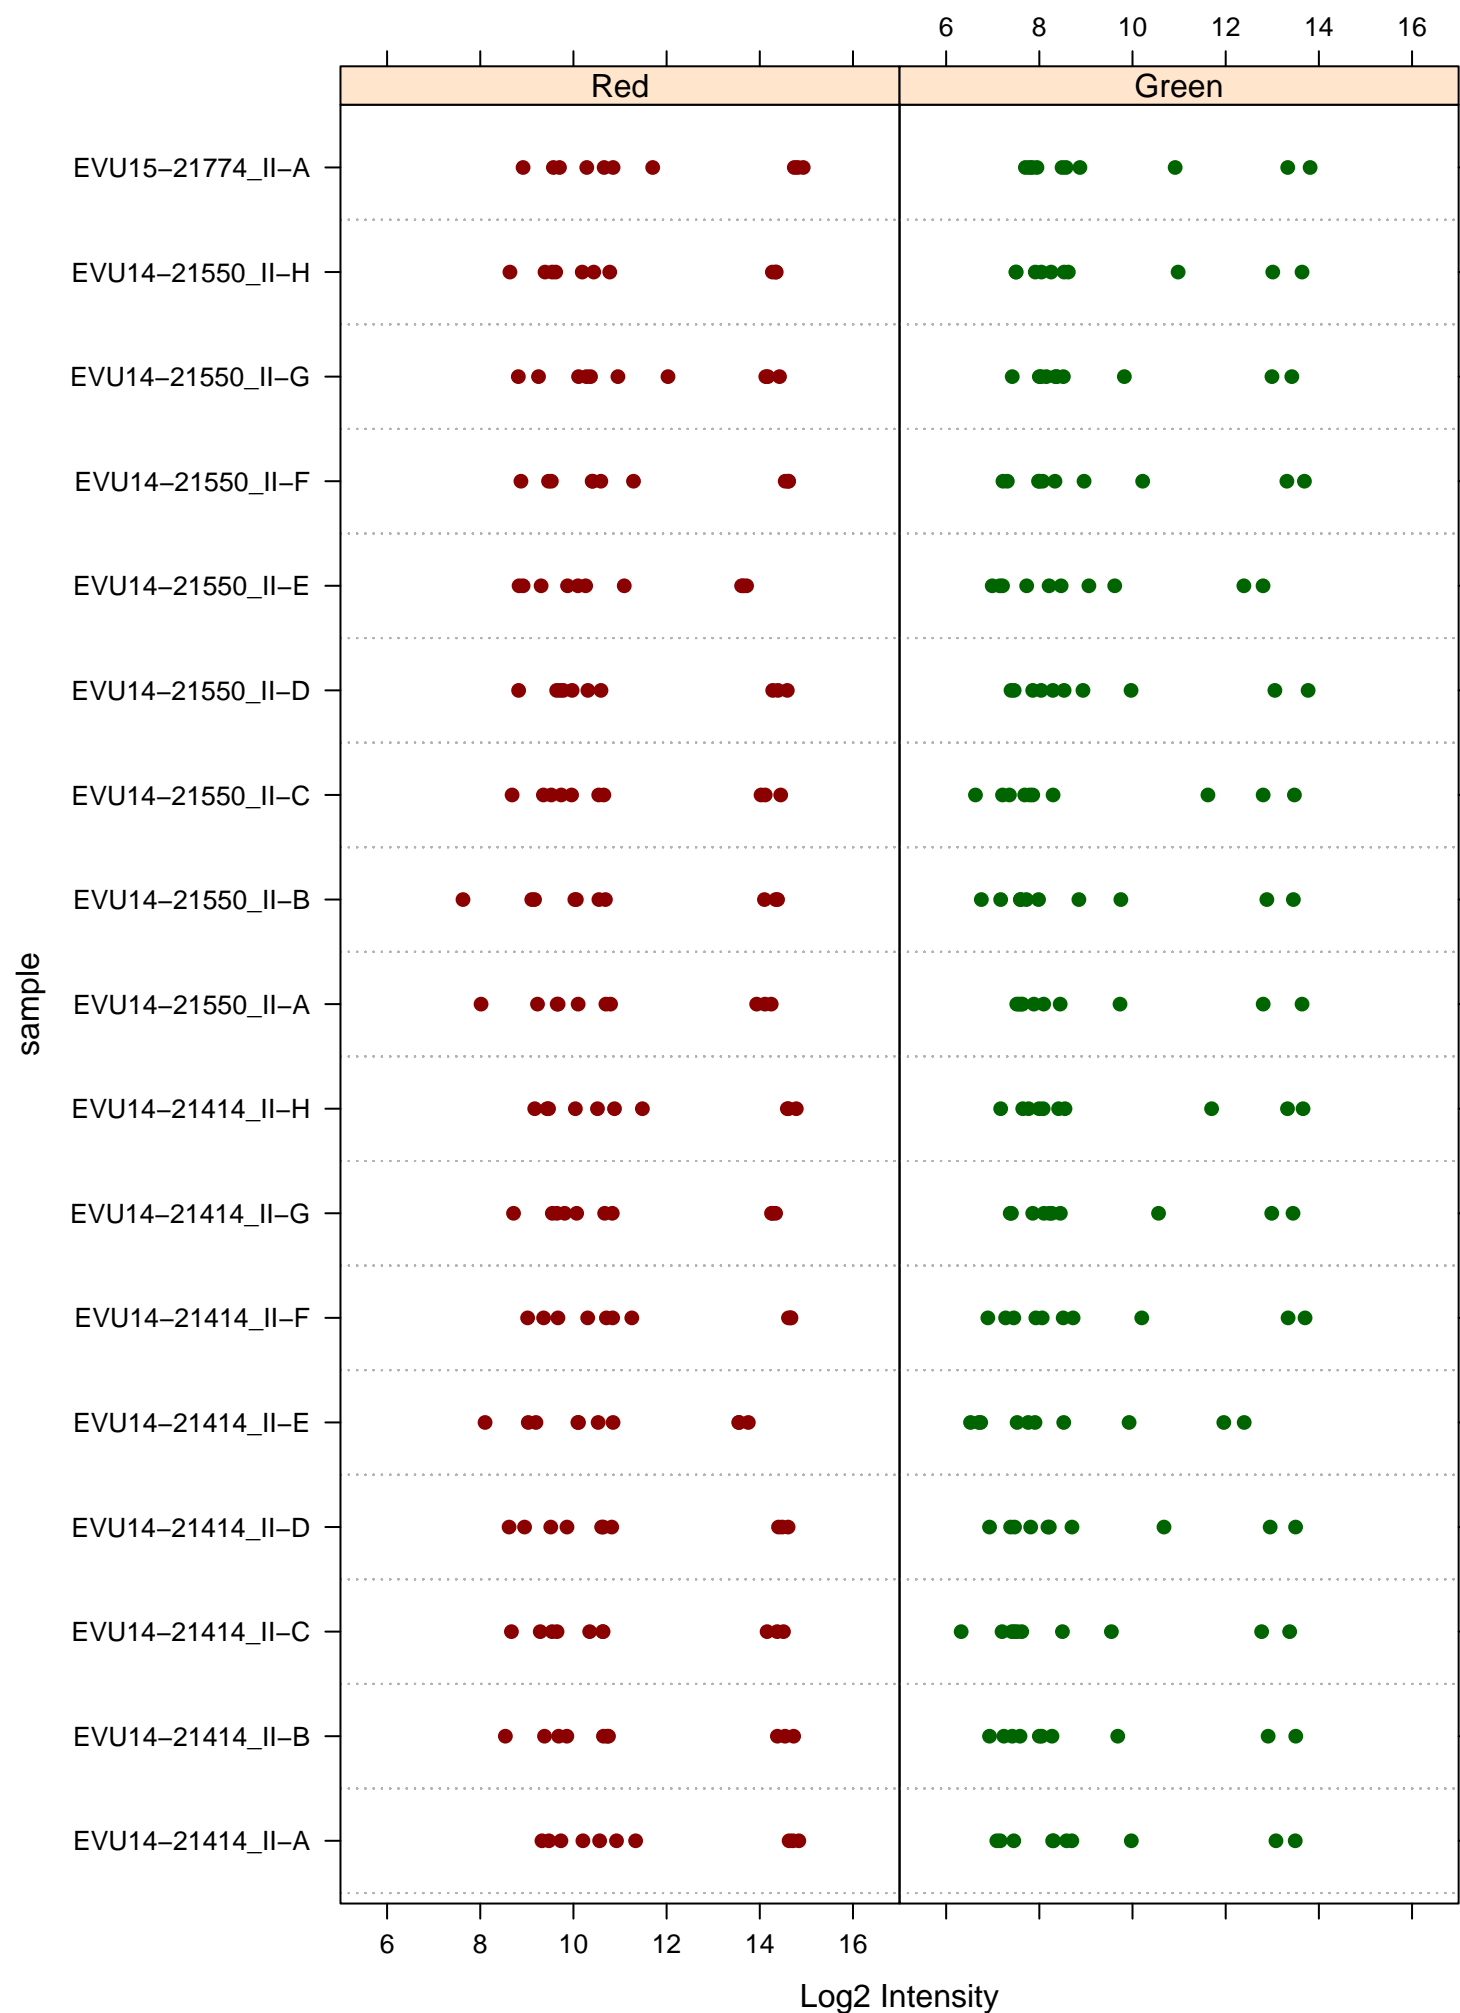 6 8 10 12 14 16
Red Green
EVU15−21774_II−A
EVU14−21550_II−H
EVU14−21550_II−G
EVU14−21550_II−F
EVU14−21550_II−E
EVU14−21550_II−D
EVU14−21550_II−C
EVU14−21550_II−B
EVU14−21550_II−A
EVU14−21414_II−H
EVU14−21414_II−G
EVU14−21414_II−F
EVU14−21414_II−E
EVU14−21414_II−D
EVU14−21414_II−C
EVU14−21414_II−B
EVU14−21414_II−A
sample
6 8 10 12 14 16
Log2 Intensity